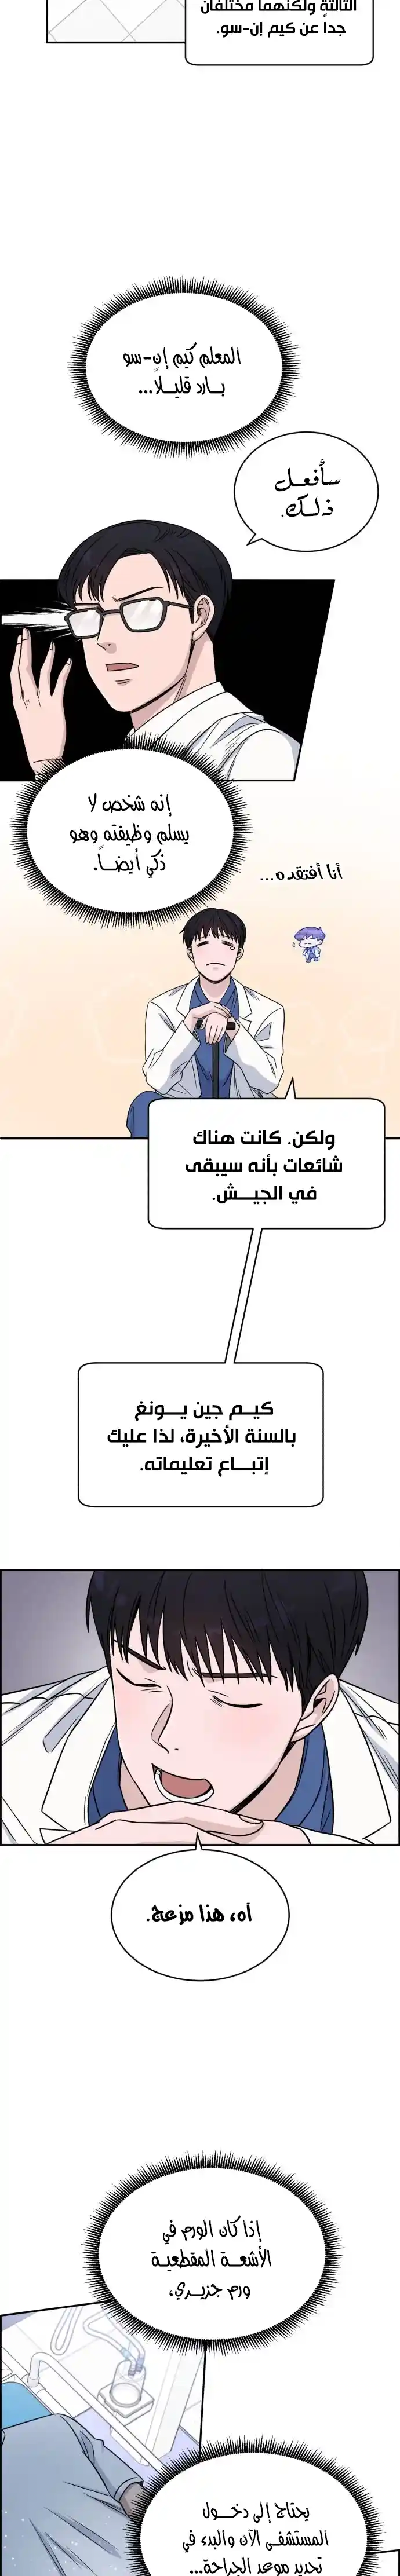 الثالثة ولكنهما مختلفان
جداً عن كيم إن-سو.
المعلم كيم إن-سو
بارد قليلاً...
سأفعل
ذلك.
إنه شخص لا
يسلم وظيفته وهو
ذكي أيضاً.
أنا أفتقده...
ولكن. كانت هناك
شائعات بأنه سيبقى
في الجيش.
كيم جين يونغ
بالسنة الأخيرة، لذا عليك
إتباع تعليماته.
آه، هذا مزعج.
إذا كان الورم في
الأشعة المقطعية
ورم جزيري،
يحتاج إلى دخول
المستشفى الآن والبدء في
تحديد موعد الجراحة...